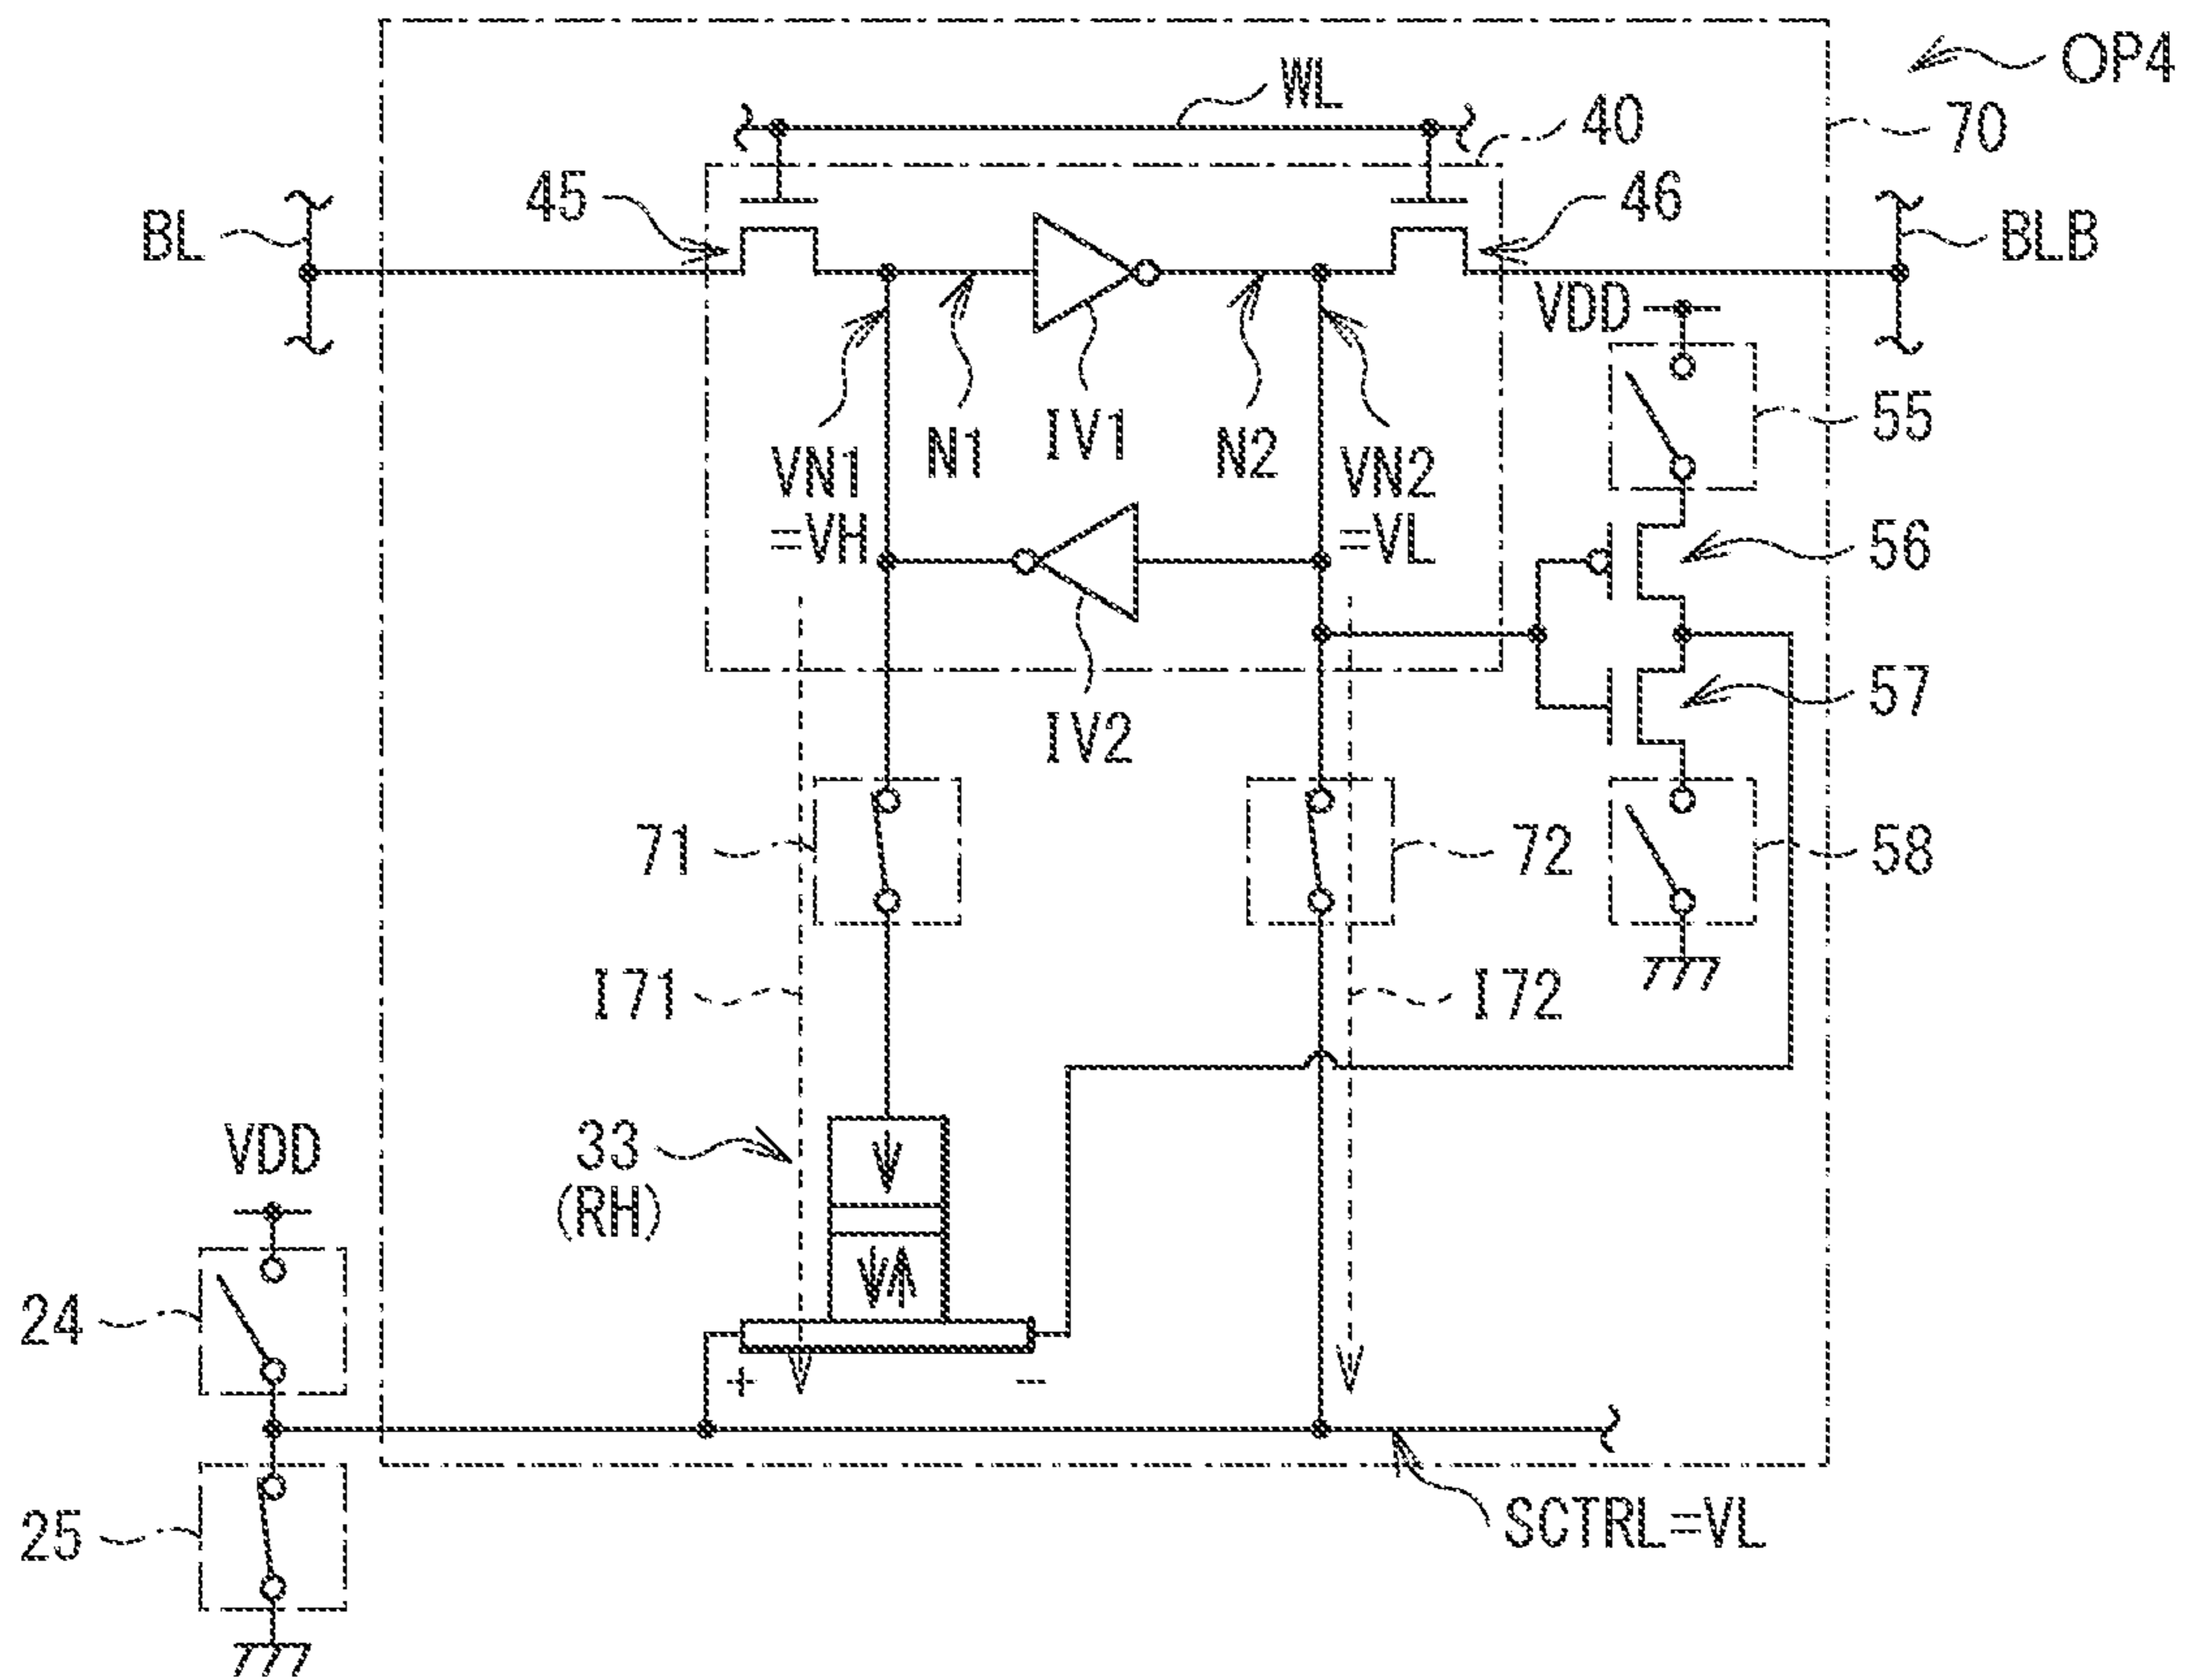 OP4
WL
40
70
45
46
BL
BLB
VDD
55
VN1
=VH
N1
IV1
N2
VN2
=VL
56
57
IV2
71
72
58
I71
I72
33
(RH)
VDD
24
+
−
25
SCTRL=VL